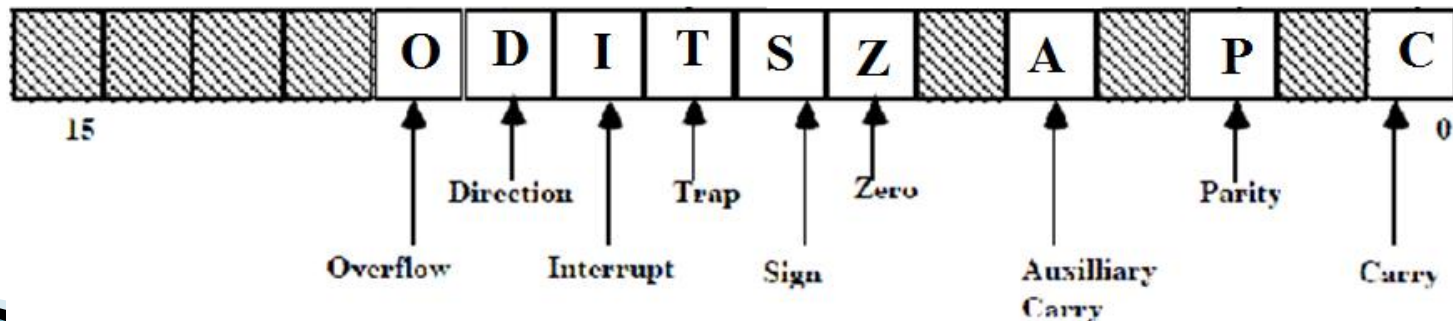 O D I T S Z A P C
15 0
Direction Trap Zero Parity
Overflow Interrupt Sign Auxilliary Carry
Carry